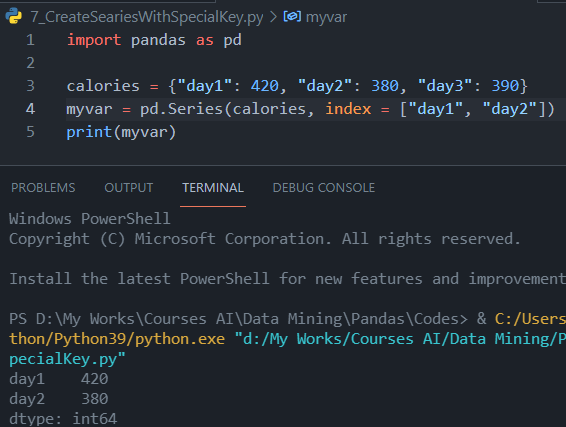 7_CreateSeariesWithSpecialKey.py > myvar
1 import pandas as pd
2
3 calories = {"day1": 420, "day2": 380, "day3": 390}
4 myvar = pd.Series(calories, index = ["day1", "day2"])
5 print(myvar)
PROBLEMS OUTPUT TERMINAL DEBUG CONSOLE
Windows PowerShell
Copyright (C) Microsoft Corporation. All rights reserved.
Install the latest PowerShell for new features and improvement
PS D:\My Works\Courses AI\Data Mining\Pandas\Codes> & C:/Users
thon/Python39/python.exe "d:/My Works/Courses AI/Data Mining/P
pecialKey.py"
day1 420
day2 380
dtype: int64